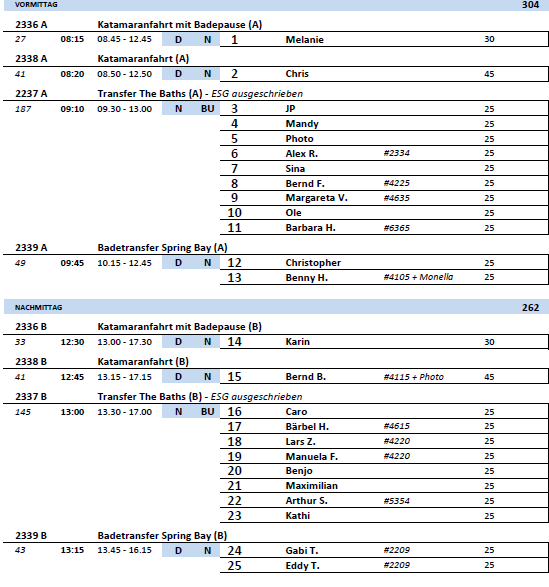 VORMITTAG 304
2336 A Katamaranfahrt mit Badepause (A)
27 08:15 08.45 - 12.45 D N 1 Melanie 30
2338 A Katamaranfahrt (A)
41 08:20 08.50 - 12.50 D N 2 Chris 45
2237 A Transfer The Baths (A) - ESG ausgeschrieben
187 09:10 09.30 - 13.00 N BU 3 JP 25
4 Mandy 25
5 Photo 25
6 Alex R. #2334 25
7 Sina 25
8 Bernd F. #4225 25
9 Margareta V. #4635 25
10 Ole 25
11 Barbara H. #6365 25
2339 A Badetransfer Spring Bay (A)
49 09:45 10.15 - 12.45 D N 12 Christopher 25
13 Benny H. #4105 + Monella 25
NACHMITTAG 262
2336 B Katamaranfahrt mit Badepause (B)
33 12:30 13.00 - 17.30 D N 14 Karin 30
2338 B Katamaranfahrt (B)
41 12:45 13.15 - 17.15 D N 15 Bernd B. #4115 + Photo 45
2337 B Transfer The Baths (B) - ESG ausgeschrieben
145 13:00 13.30 - 17.00 N BU 16 Caro 25
17 Bärbel H. #4615 25
18 Lars Z. #4220 25
19 Manuela F. #4220 25
20 Benjo 25
21 Maximilian 25
22 Arthur S. #5354 25
23 Kathi 25
2339 B Badetransfer Spring Bay (B)
43 13:15 13.45 - 16.15 D N 24 Gabi T. #2209 25
25 Eddy T. #2209 25